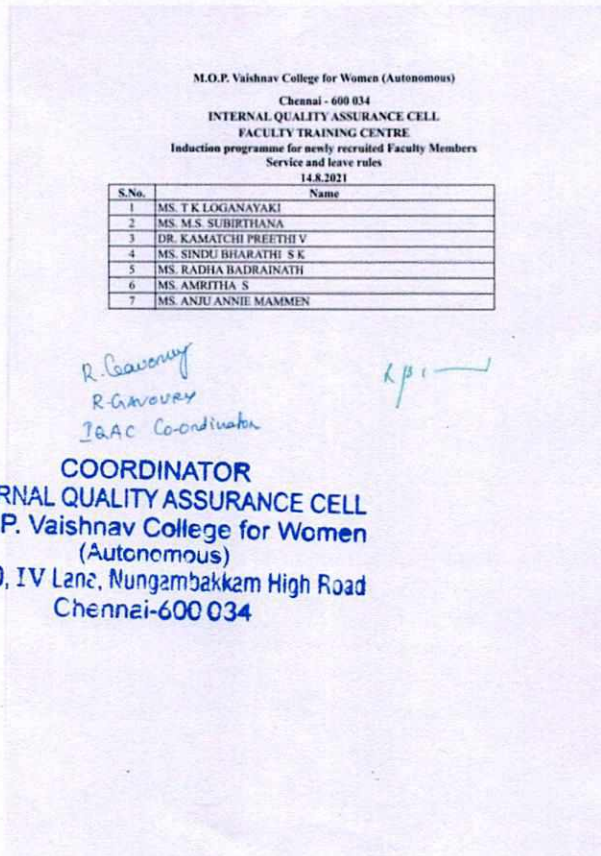 M.O.P. Vaishnav College for Women (Autonomous)
Chennai - 600 034
INTERNAL QUALITY ASSURANCE CELL
FACULTY TRAINING CENTRE
Induction programme for newly recruited Faculty Members
Service and leave rules
14.8.2021
S.No. Name
1 MS. T K LOGANAYAKI
2 MS. M.S. SUBIRTHANA
3 DR. KAMATCHI PREETHI V
4 MS. SINDU BHARATHI S K
5 MS. RADHA BADRAINATH
6 MS. AMRITHA S
7 MS. ANJU ANNIE MAMMEN
R. Gavoury
R-GAVOURY
IQAC Co-ordinator
COORDINATOR
RNAL QUALITY ASSURANCE CELL
P. Vaishnav College for Women
(Autonomous)
, IV Lane, Nungambakkam High Road
Chennai-600 034